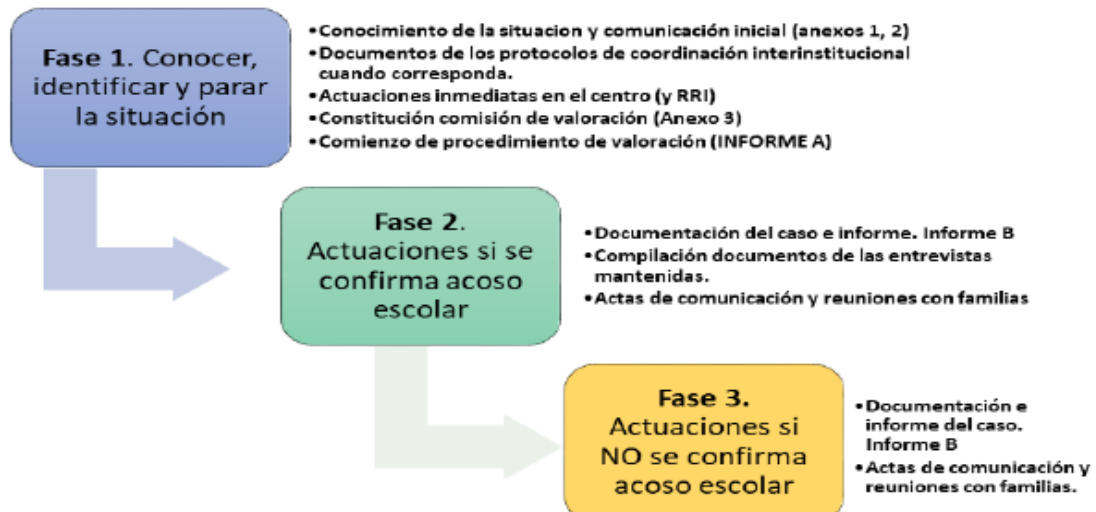 Fase 1. Conocer,
identificar y parar
la situación
•Conocimiento de la situacion y comunicación inicial (anexos 1, 2)
•Documentos de los protocolos de coordinación interinstitucional
cuando corresponda.
•Actuaciones inmediatas en el centro (y RRI)
•Constitución comisión de valoración (Anexo 3)
•Comienzo de procedimiento de valoración (INFORME A)
Fase 2.
Actuaciones si se
confirma acoso
escolar
•Documentación del caso e informe. Informe B
•Compilación documentos de las entrevistas
mantenidas.
•Actas de comunicación y reuniones con familias
Fase 3.
Actuaciones si
NO se confirma
acoso escolar
•Documentación e
informe del caso.
Informe B
•Actas de comunicación y
reuniones con familias.